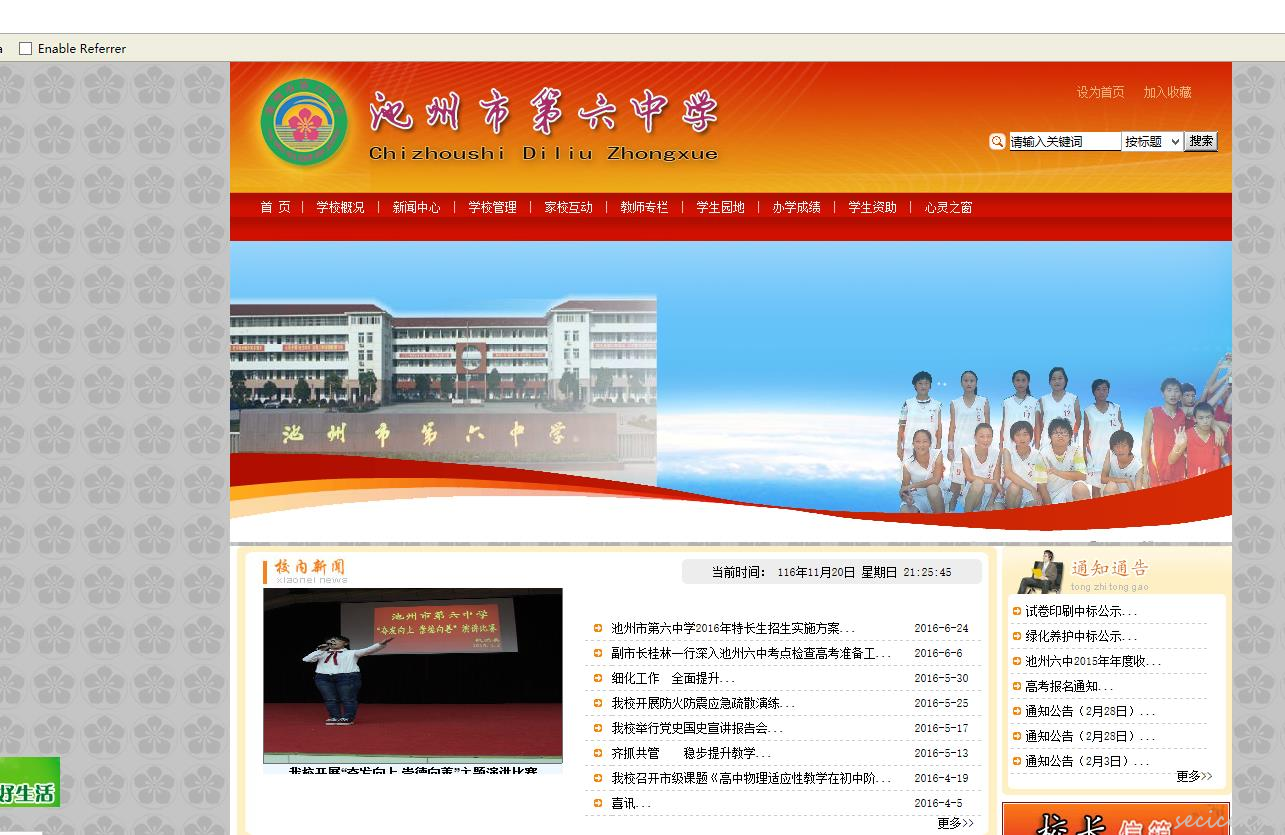 Enable Referrer
设为首页 加入收藏
池州市第六中学
Chizhoushi Diliu Zhongxue
请输入关键词 按标题 搜索
首 页 | 学校概况 | 新闻中心 | 学校管理 | 家校互动 | 教师专栏 | 学生园地 | 办学成绩 | 学生资助 | 心灵之窗
池州市第六中学
校内新闻
xiaonei news
当前时间： 116年11月20日 星期日 21:25:45
通知通告
tong zhi tong gao
池州市第六中学
“奋发向上 崇德向善”演讲比赛
我校开展“奋发向上 崇德向善”主题演讲比赛
池州市第六中学2016年特长生招生实施方案... 2016-6-24
副市长桂林一行深入池州六中考点检查高考准备工... 2016-6-6
细化工作 全面提升... 2016-5-30
我校开展防火防震应急疏散演练... 2016-5-25
我校举行党史国史宣讲报告会... 2016-5-17
齐抓共管 稳步提升教学... 2016-5-13
我校召开市级课题《高中物理适应性教学在初中阶... 2016-4-19
喜讯... 2016-4-5
更多>>
试卷印刷中标公示...
绿化养护中标公示...
池州六中2015年年度收...
高考报名通知...
通知公告（2月28日）...
通知公告（2月28日）...
通知公告（2月3日）...
更多>>
好生活
校长信箱